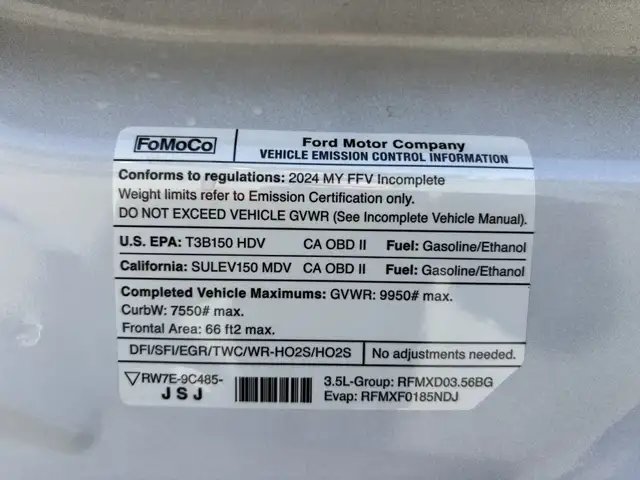 FoMoCo
Ford Motor Company
VEHICLE EMISSION CONTROL INFORMATION
Conforms to regulations: 2024 MY FFV Incomplete
Weight limits refer to Emission Certification only.
DO NOT EXCEED VEHICLE GVWR (See Incomplete Vehicle Manual).
U.S. EPA: T3B150 HDV CA OBD II Fuel: Gasoline/Ethanol
California: SULEV150 MDV CA OBD II Fuel: Gasoline/Ethanol
Completed Vehicle Maximums: GVWR: 9950# max.
CurbW: 7550# max.
Frontal Area: 66 ft2 max.
DFI/SFI/EGR/TWC/WR-HO2S/HO2S No adjustments needed.
RW7E-9C485- 3.5L-Group: RFMXD03.56BG
JSJ Evap: RFMXF0185NDJ